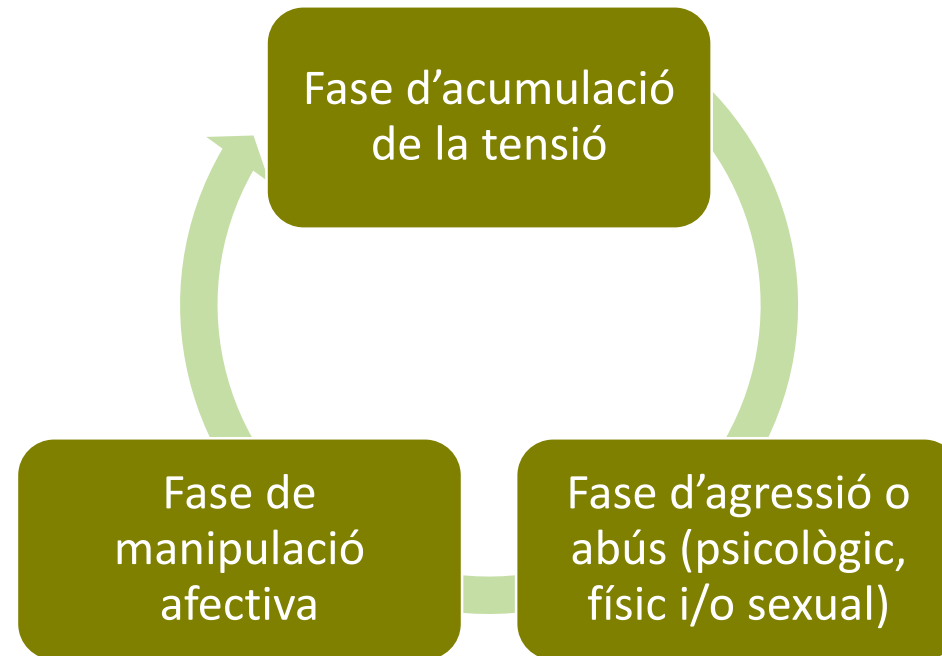 Fase d’acumulació
de la tensió
Fase de
manipulació
afectiva
Fase d’agressió o
abús (psicològic,
físic i/o sexual)